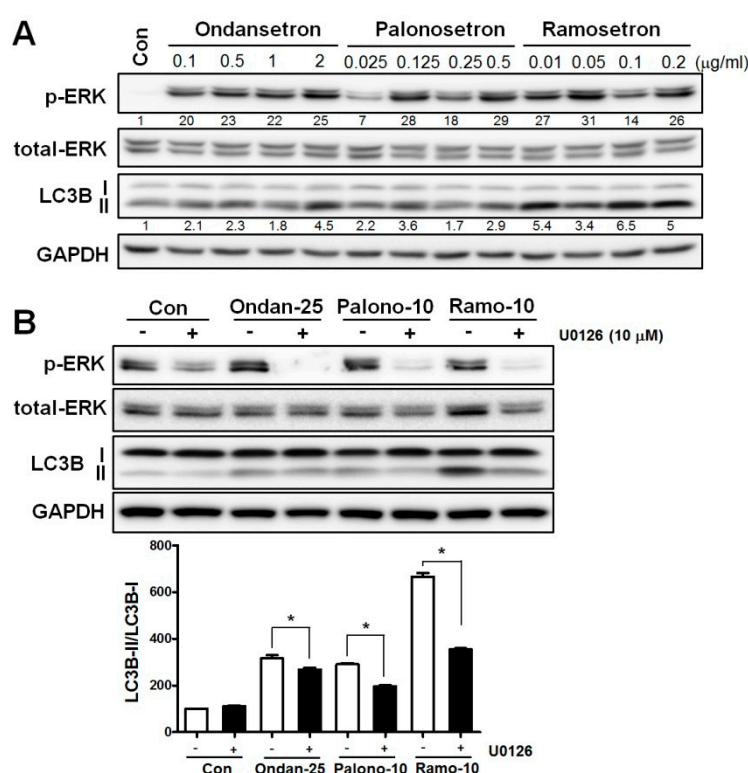 A
Con Ondansetron Palonosetron Ramosetron
0.1 0.5 1 2 0.025 0.125 0.25 0.5 0.01 0.05 0.1 0.2 (μg/ml)
p-ERK
1 20 23 22 25 7 28 18 29 27 31 14 26
total-ERK
LC3B I
II
1 2.1 2.3 1.8 4.5 2.2 3.6 1.7 2.9 5.4 3.4 6.5 5
GAPDH
B
Con Ondan-25 Palono-10 Ramo-10
- + - + - + - + U0126 (10 μM)
p-ERK
total-ERK
LC3B I
II
GAPDH
LC3B-II/LC3B-I
800
600
400
200
0
* * *
- + - + - + - + U0126
Con Ondan-25 Palono-10 Ramo-10